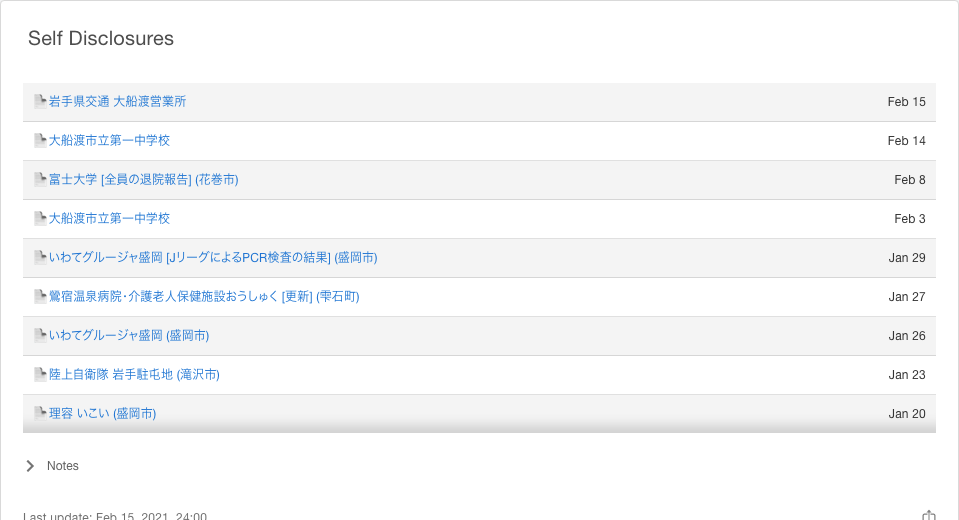 Self Disclosures
岩手県交通 大船渡営業所 Feb 15
大船渡市立第一中学校 Feb 14
富士大学 [全員の退院報告] (花巻市) Feb 8
大船渡市立第一中学校 Feb 3
いわてグルージャ盛岡 [JリーグによるPCR検査の結果] (盛岡市) Jan 29
鶯宿温泉病院・介護老人保健施設おうしゅく [更新] (雫石町) Jan 27
いわてグルージャ盛岡 (盛岡市) Jan 26
陸上自衛隊 岩手駐屯地 (滝沢市) Jan 23
理容 いこい (盛岡市) Jan 20
Notes
Last update: Feb 15, 2021, 24:00